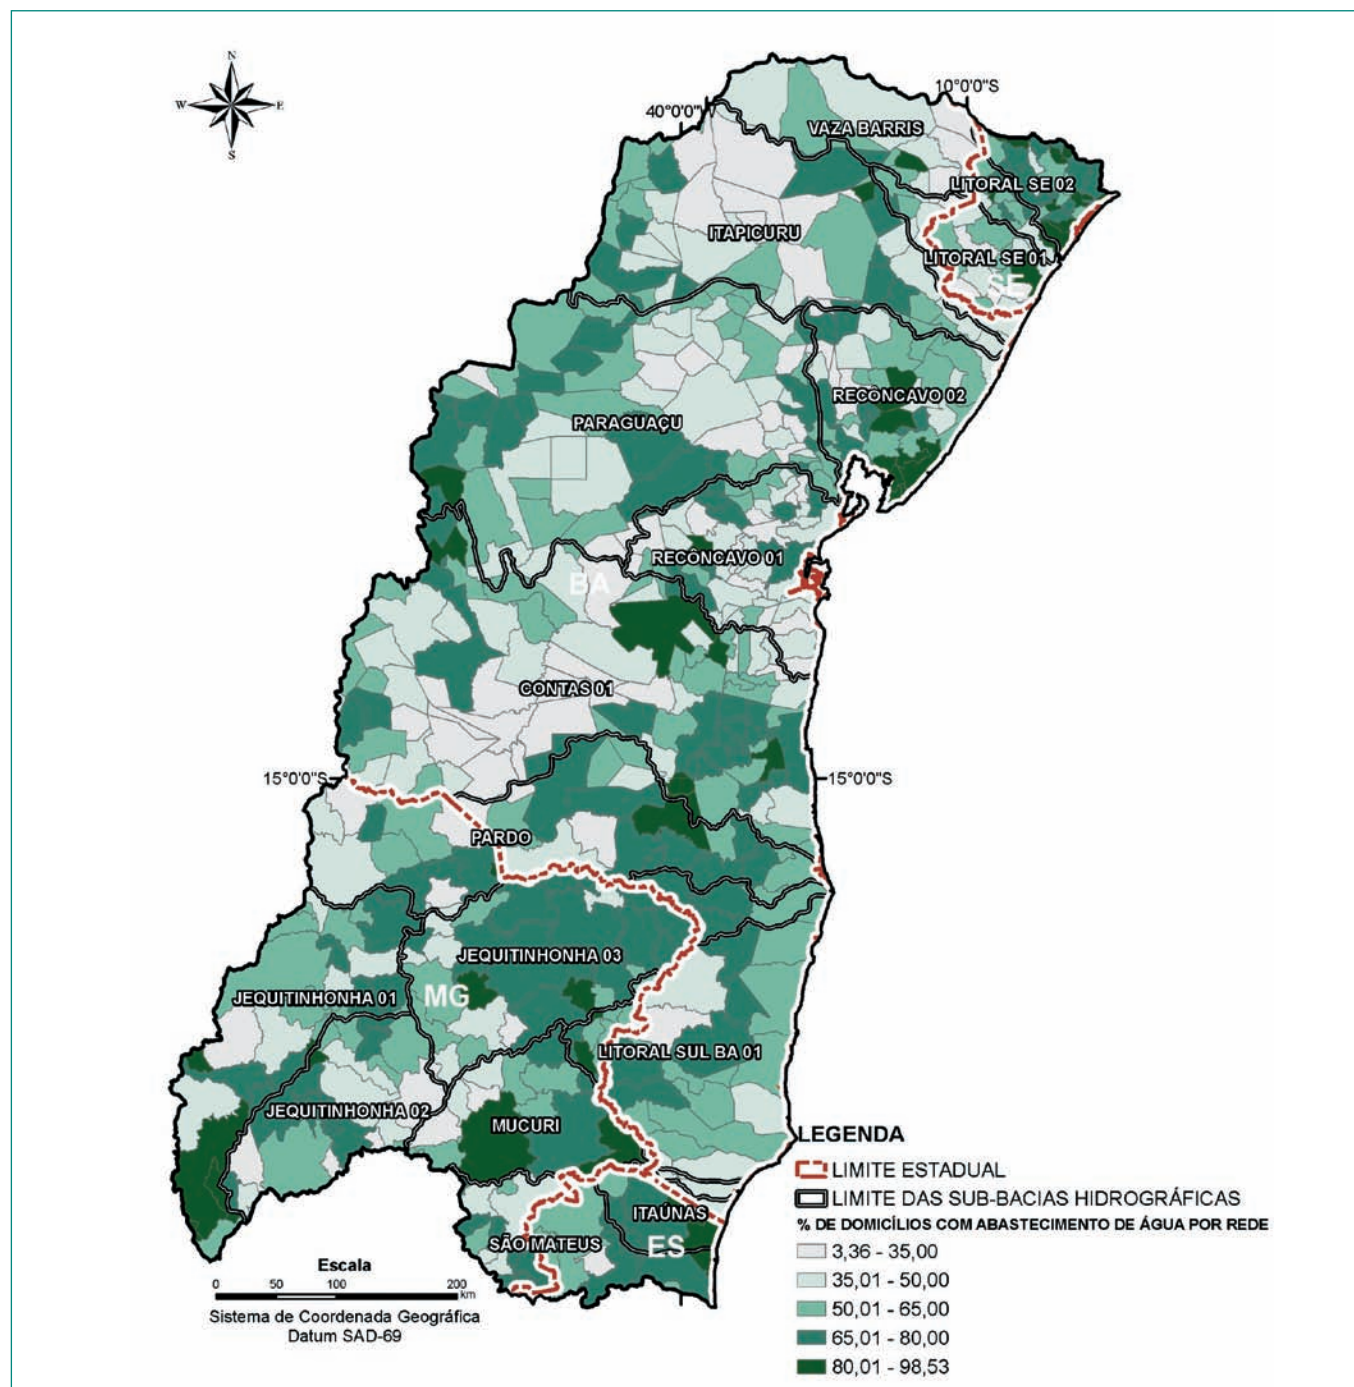 N
W E
S
10°0'0"S
40°0'0"
VAZA BARRIS
LITORAL SE 02
ITAPICURU
LITORAL SE 01
SE
RECÔNCAVO 02
PARAGUAÇU
RECÔNCAVO 01
BA
CONTAS 01
15°0'0"S
15°0'0"S
PARDO
JEQUITINHONHA 03
JEQUITINHONHA 01
MG
LITORAL SUL BA 01
JEQUITINHONHA 02
MUCURI
ITAÚNAS
SÃO MATEUS
ES
LEGENDA
LIMITE ESTADUAL
LIMITE DAS SUB-BACIAS HIDROGRÁFICAS
% DE DOMICÍLIOS COM ABASTECIMENTO DE ÁGUA POR REDE
3,36 - 35,00
35,01 - 50,00
50,01 - 65,00
65,01 - 80,00
80,01 - 98,53
Escala
0 50 100 200
km
Sistema de Coordenada Geográfica
Datum SAD-69